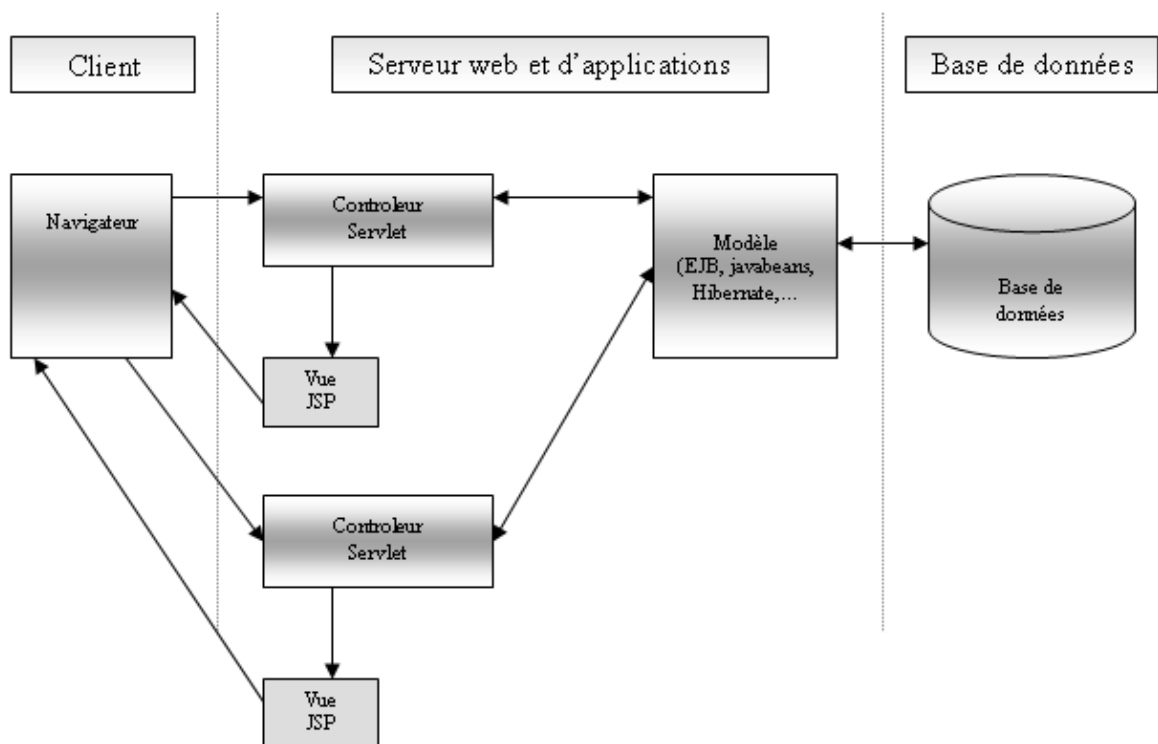 Client
Serveur web et d'applications
Base de données
Navigateur
Controleur
Servlet
Modèle
(EJB, javabeans,
Hibernate,...
Base de
données
Vue
JSP
Controleur
Servlet
Vue
JSP